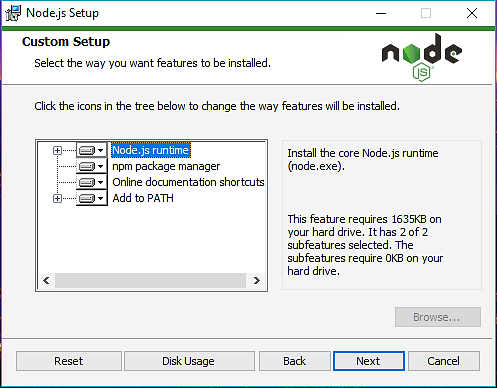 Node.js Setup
Custom Setup
Select the way you want features to be installed.
node
JS
Click the icons in the tree below to change the way features will be installed.
Node.js runtime
npm package manager
Online documentation shortcuts
Add to PATH
Install the core Node.js runtime
(node.exe).
This feature requires 1635KB on
your hard drive. It has 2 of 2
subfeatures selected. The
subfeatures require 0KB on your
hard drive.
Browse...
Reset
Disk Usage
Back
Next
Cancel